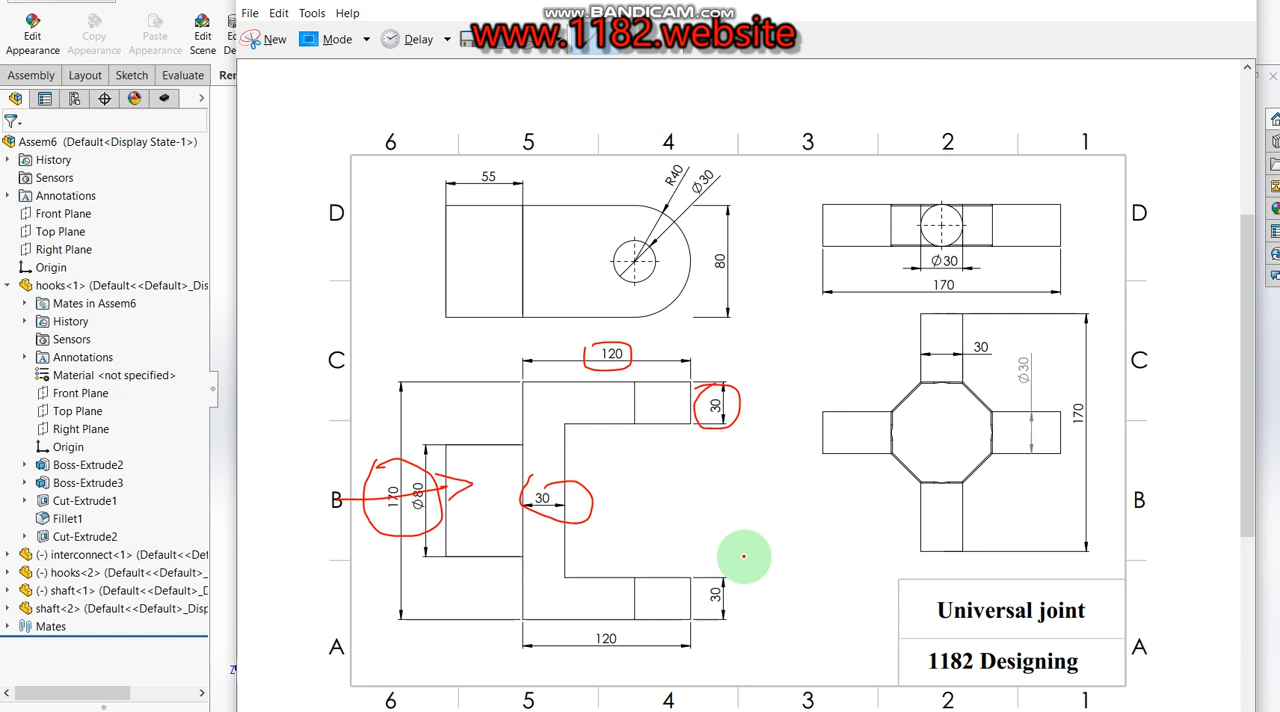 File Edit Tools Help
www.BANDICAM.com
www.1182.website
New Mode Delay
Edit Appearance
Copy Appearance
Paste Appearance
Edit Scene
Assembly Layout Sketch Evaluate
Assem6 (Default<Display State-1>)
History
Sensors
Annotations
Front Plane
Top Plane
Right Plane
Origin
hooks<1> (Default<<Default>_Dis
Mates in Assem6
History
Sensors
Annotations
Material <not specified>
Front Plane
Top Plane
Right Plane
Origin
Boss-Extrude2
Boss-Extrude3
Cut-Extrude1
Fillet1
Cut-Extrude2
(-) interconnect<1> (Default<<Def
(-) hooks<2> (Default<<Default>_
(-) shaft<1> (Default<<Default>_D
shaft<2> (Default<<Default>_Disp
Mates
6 5 4 3 2 1
D
C
B
A
55
R40
Ø30
80
120
30
170
Ø80
30
30
120
Ø30
170
30
Ø30
170
D
C
B
A
Universal joint
1182 Designing
6 5 4 3 2 1